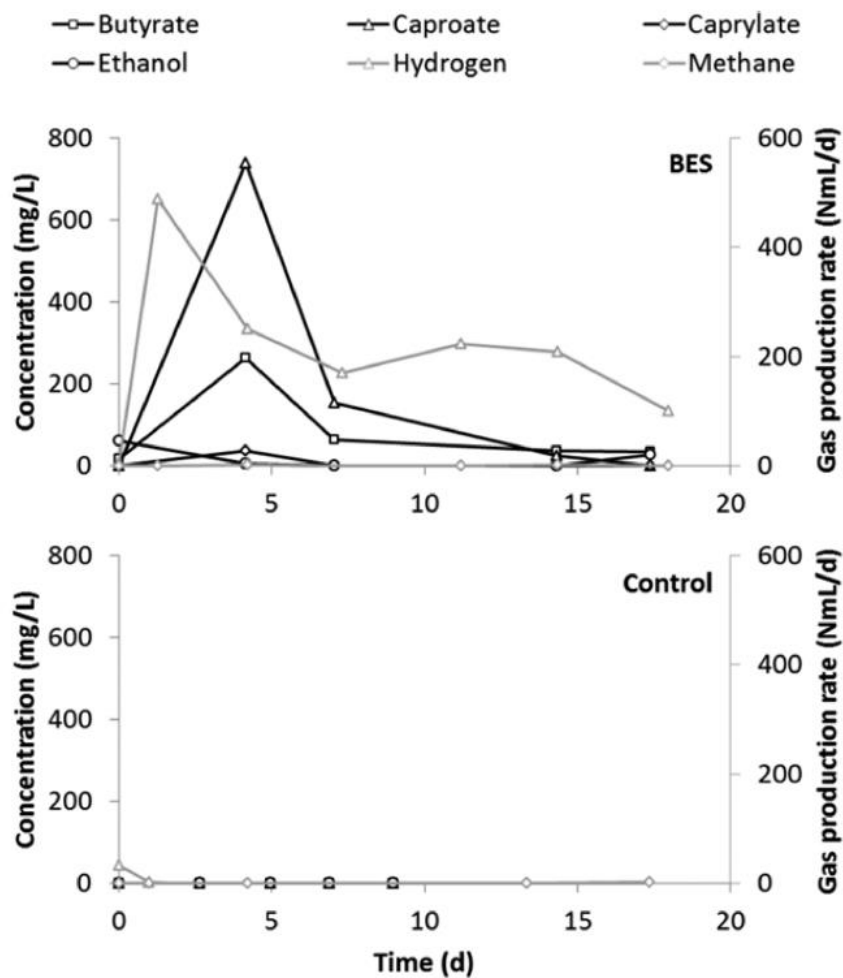 Butyrate Caproate Caprylate
Ethanol Hydrogen Methane
Concentration (mg/L)
800
600
400
200
0
BES
600
400
200
0
Gas production rate (NmL/d)
0 5 10 15 20
Concentration (mg/L)
800
600
400
200
0
Control
600
400
200
0
Gas production rate (NmL/d)
0 5 10 15 20
Time (d)